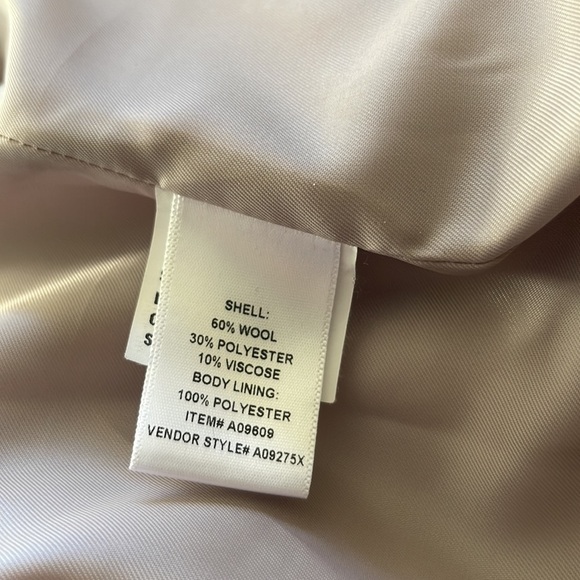 SHELL:
60% WOOL
30% POLYESTER
10% VISCOSE
BODY LINING:
100% POLYESTER
ITEM# A09609
VENDOR STYLE# A09275X